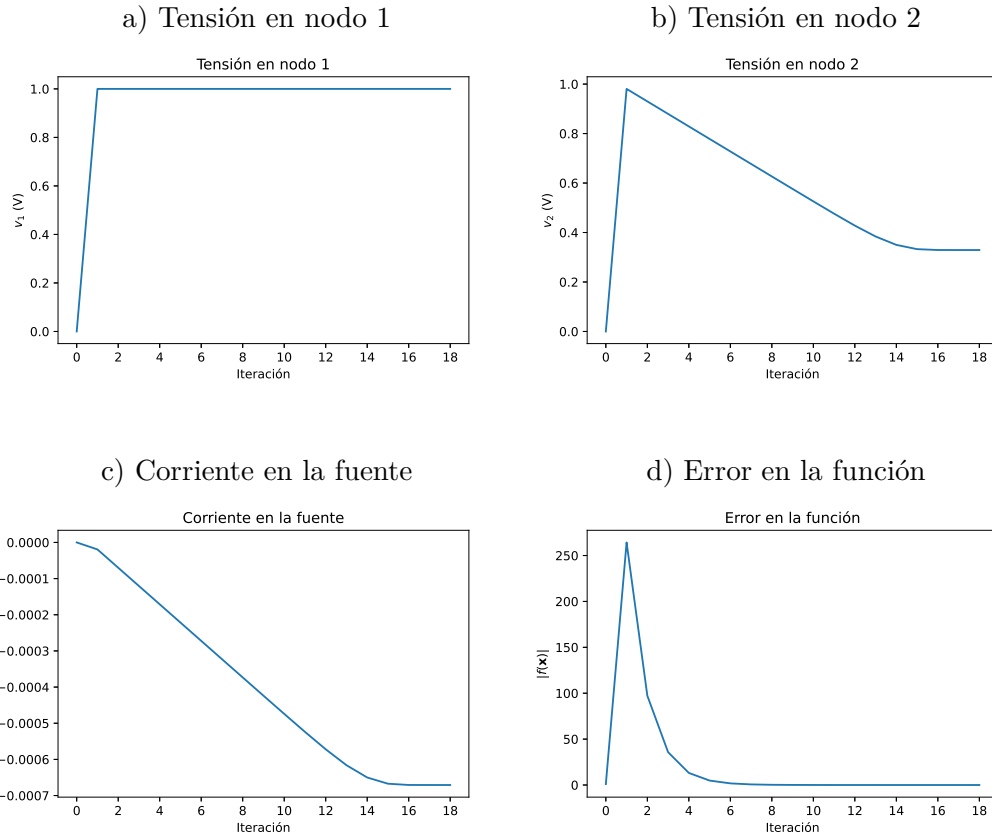 a) Tensión en nodo 1
Tensión en nodo 1
1.0
0.8
0.6
0.4
0.2
0.0
v₁ (V)
0 2 4 6 8 10 12 14 16 18
Iteración
b) Tensión en nodo 2
Tensión en nodo 2
1.0
0.8
0.6
0.4
0.2
0.0
v₂ (V)
0 2 4 6 8 10 12 14 16 18
Iteración
c) Corriente en la fuente
Corriente en la fuente
0.0000
−0.0001
−0.0002
−0.0003
−0.0004
−0.0005
−0.0006
−0.0007
0 2 4 6 8 10 12 14 16 18
Iteración
d) Error en la función
Error en la función
250
200
150
100
50
0
|f(x)|
0 2 4 6 8 10 12 14 16 18
Iteración